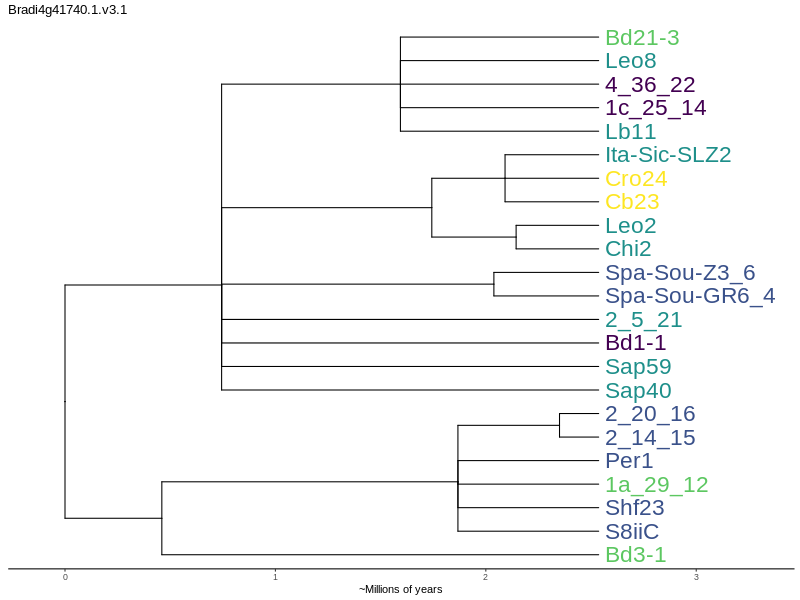 Bradi4g41740.1.v3.1
Bd21-3
Leo8
4_36_22
1c_25_14
Lb11
Ita-Sic-SLZ2
Cro24
Cb23
Leo2
Chi2
Spa-Sou-Z3_6
Spa-Sou-GR6_4
2_5_21
Bd1-1
Sap59
Sap40
2_20_16
2_14_15
Per1
1a_29_12
Shf23
S8iiC
Bd3-1
0 1 2 3
~Millions of years